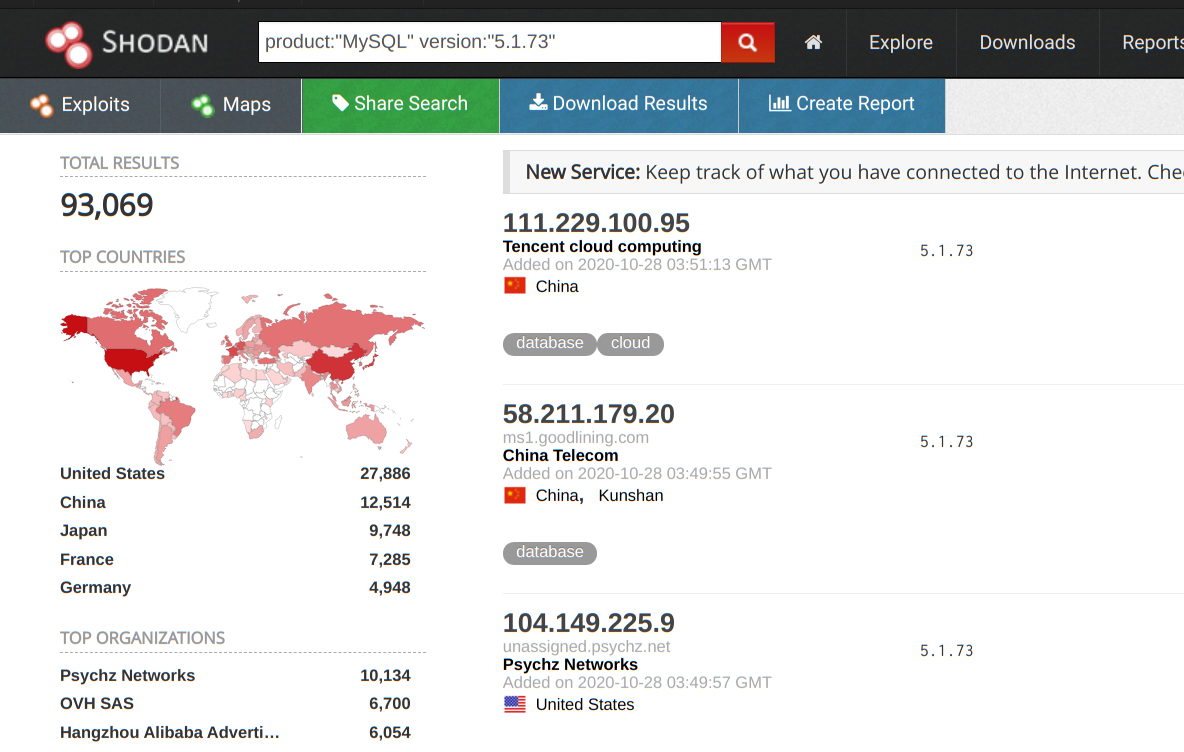 SHODAN
product:"MySQL" version:"5.1.73"
Explore
Downloads
Reports
Exploits
Maps
Share Search
Download Results
Create Report
TOTAL RESULTS
93,069
TOP COUNTRIES
United States 27,886
China 12,514
Japan 9,748
France 7,285
Germany 4,948
TOP ORGANIZATIONS
Psychz Networks 10,134
OVH SAS 6,700
Hangzhou Alibaba Adverti... 6,054
New Service: Keep track of what you have connected to the Internet. Chec
111.229.100.95
Tencent cloud computing
Added on 2020-10-28 03:51:13 GMT
China
database
cloud
5.1.73
58.211.179.20
ms1.goodlining.com
China Telecom
Added on 2020-10-28 03:49:55 GMT
China, Kunshan
database
5.1.73
104.149.225.9
unassigned.psychz.net
Psychz Networks
Added on 2020-10-28 03:49:57 GMT
United States
5.1.73